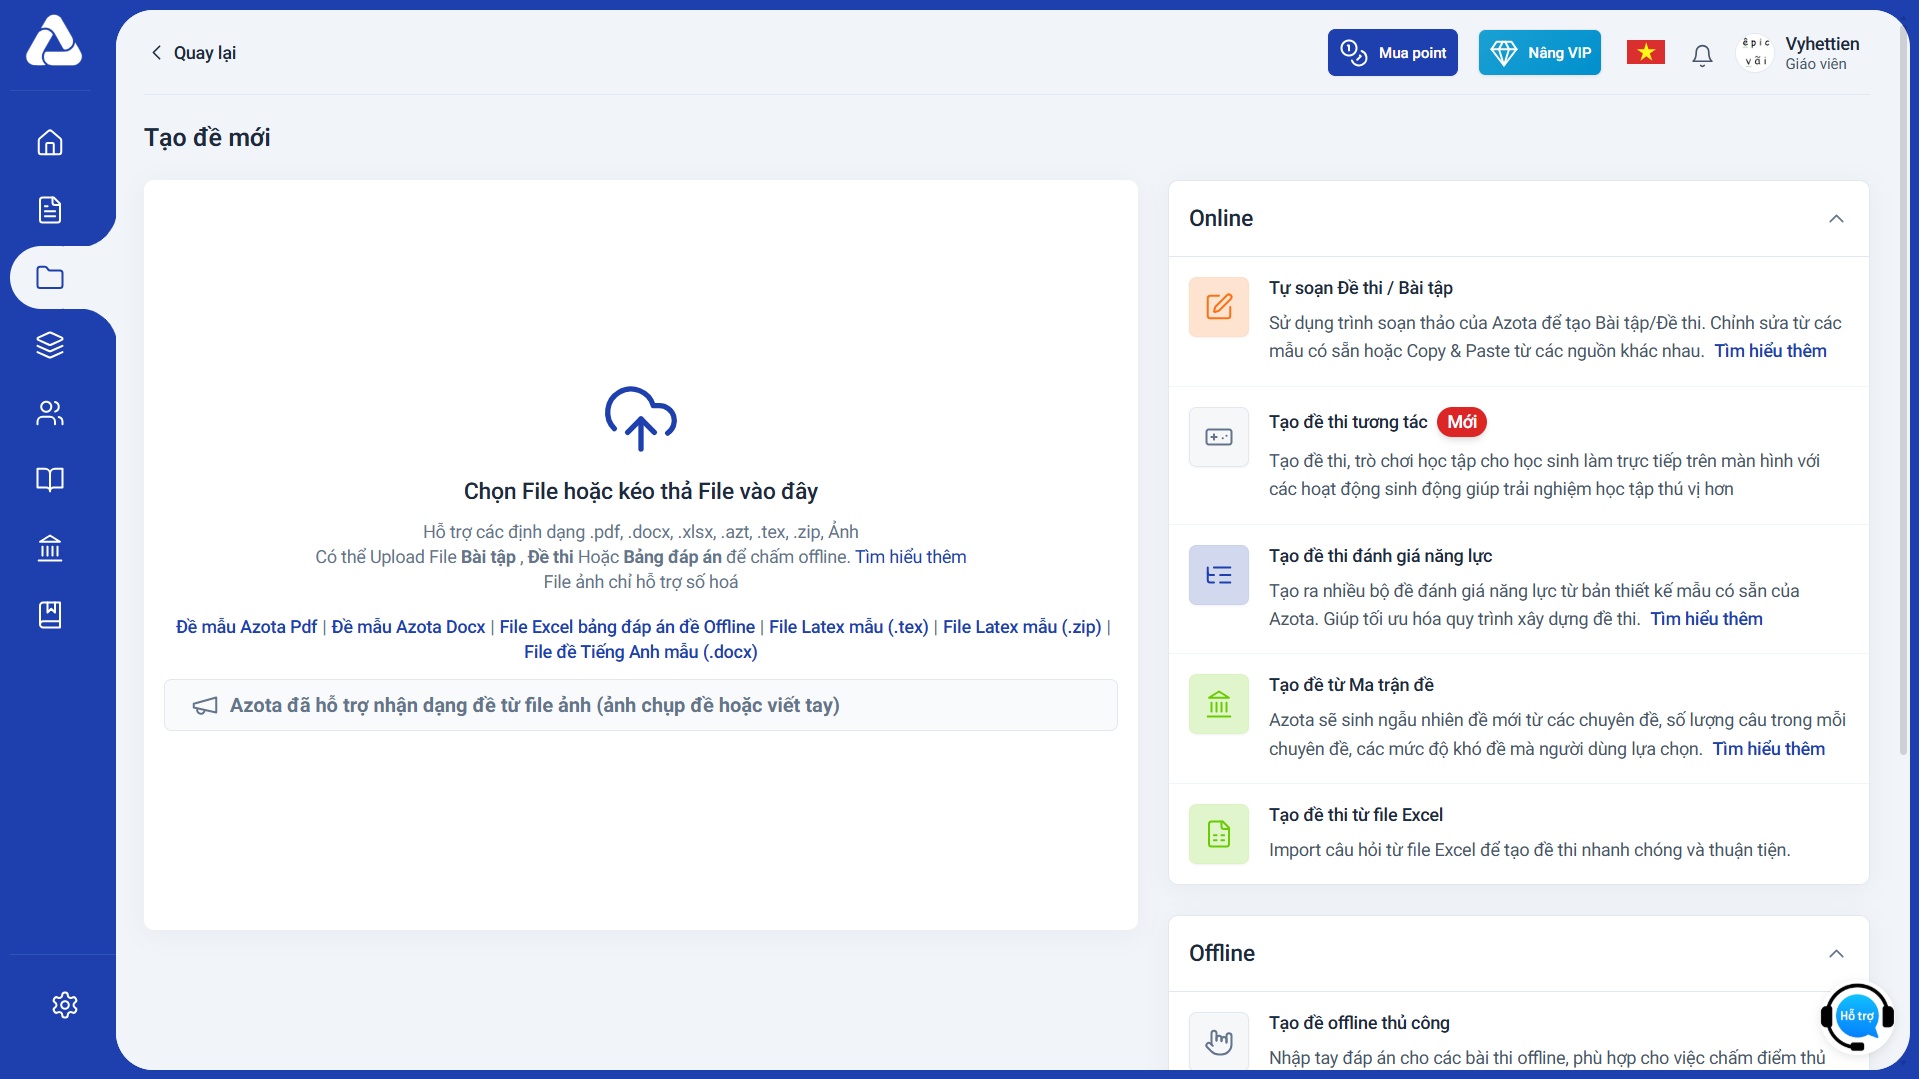 Quay lại
Mua point
Nâng VIP
êpic
vãi
Vyhettien
Giáo viên
Tạo đề mới
Chọn File hoặc kéo thả File vào đây
Hỗ trợ các định dạng .pdf, .docx, .xlsx, .azt, .tex, .zip, Ảnh
Có thể Upload File Bài tập , Đề thi Hoặc Bảng đáp án để chấm offline. Tìm hiểu thêm
File ảnh chỉ hỗ trợ số hoá
Đề mẫu Azota Pdf | Đề mẫu Azota Docx | File Excel bảng đáp án đề Offline | File Latex mẫu (.tex) | File Latex mẫu (.zip) |
File đề Tiếng Anh mẫu (.docx)
Azota đã hỗ trợ nhận dạng đề từ file ảnh (ảnh chụp đề hoặc viết tay)
Online
Tự soạn Đề thi / Bài tập
Sử dụng trình soạn thảo của Azota để tạo Bài tập/Đề thi. Chỉnh sửa từ các
mẫu có sẵn hoặc Copy & Paste từ các nguồn khác nhau. Tìm hiểu thêm
Tạo đề thi tương tác Mới
Tạo đề thi, trò chơi học tập cho học sinh làm trực tiếp trên màn hình với
các hoạt động sinh động giúp trải nghiệm học tập thú vị hơn
Tạo đề thi đánh giá năng lực
Tạo ra nhiều bộ đề đánh giá năng lực từ bản thiết kế mẫu có sẵn của
Azota. Giúp tối ưu hóa quy trình xây dựng đề thi. Tìm hiểu thêm
Tạo đề từ Ma trận đề
Azota sẽ sinh ngẫu nhiên đề mới từ các chuyên đề, số lượng câu trong mỗi
chuyên đề, các mức độ khó đề mà người dùng lựa chọn. Tìm hiểu thêm
Tạo đề thi từ file Excel
Import câu hỏi từ file Excel để tạo đề thi nhanh chóng và thuận tiện.
Offline
Tạo đề offline thủ công
Nhập tay đáp án cho các bài thi offline, phù hợp cho việc chấm điểm thủ
Hỗ trợ